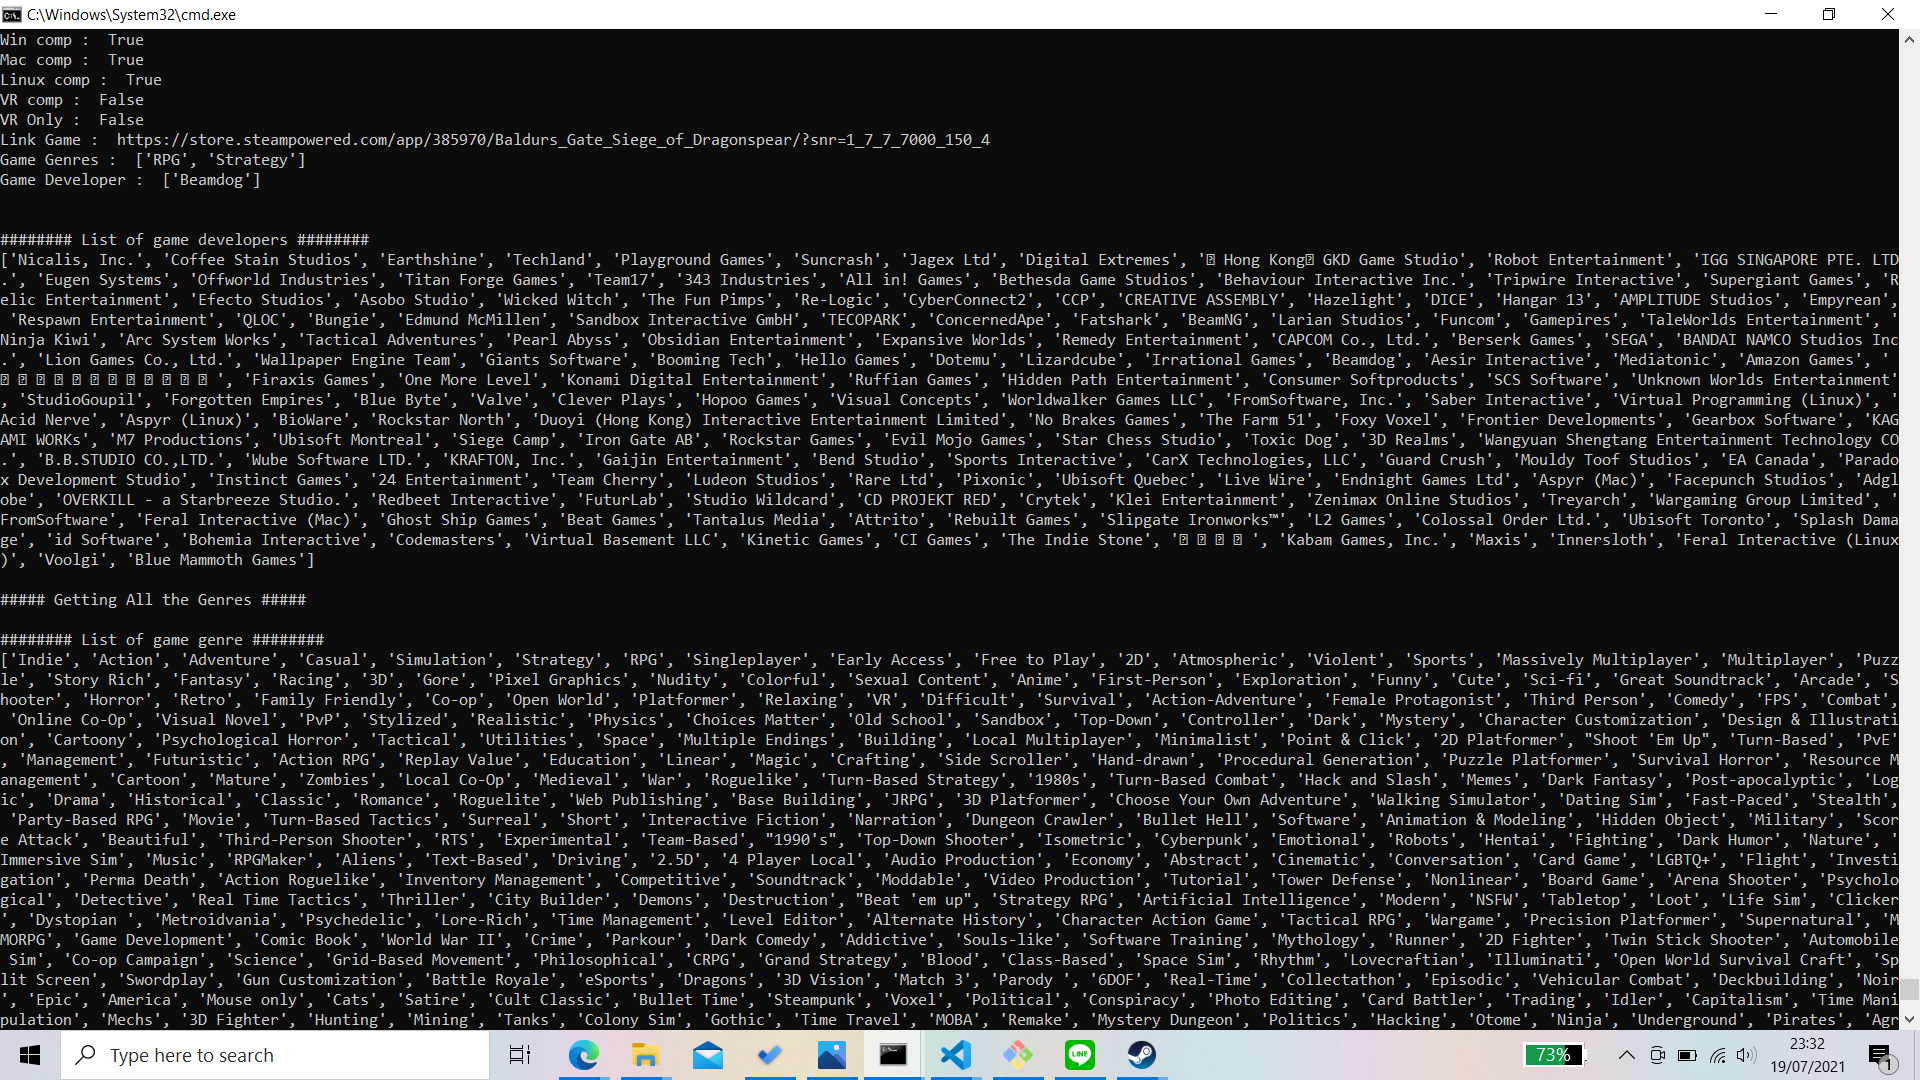 C:\Windows\System32\cmd.exe
Win comp :  True
Mac comp :  True
Linux comp :  True
VR comp :  False
VR Only :  False
Link Game :  https://store.steampowered.com/app/385970/Baldurs_Gate_Siege_of_Dragonspear/?snr=1_7_7_7000_150_4
Game Genres :  ['RPG', 'Strategy']
Game Developer :  ['Beamdog']
######## List of game developers ########
['Nicalis, Inc.', 'Coffee Stain Studios', 'Earthshine', 'Techland', 'Playground Games', 'Suncrash', 'Jagex Ltd', 'Digital Extremes', ' Hong Kong GKD Game Studio', 'Robot Entertainment', 'IGG SINGAPORE PTE. LTD
.', 'Eugen Systems', 'Offworld Industries', 'Titan Forge Games', 'Team17', '343 Industries', 'All in! Games', 'Bethesda Game Studios', 'Behaviour Interactive Inc.', 'Tripwire Interactive', 'Supergiant Games', 'R
elic Entertainment', 'Efecto Studios', 'Asobo Studio', 'Wicked Witch', 'The Fun Pimps', 'Re-Logic', 'CyberConnect2', 'CCP', 'CREATIVE ASSEMBLY', 'Hazelight', 'DICE', 'Hangar 13', 'AMPLITUDE Studios', 'Empyrean',
 'Respawn Entertainment', 'QLOC', 'Bungie', 'Edmund McMillen', 'Sandbox Interactive GmbH', 'TECOPARK', 'ConcernedApe', 'Fatshark', 'BeamNG', 'Larian Studios', 'Funcom', 'Gamepires', 'TaleWorlds Entertainment', '
Ninja Kiwi', 'Arc System Works', 'Tactical Adventures', 'Pearl Abyss', 'Obsidian Entertainment', 'Expansive Worlds', 'Remedy Entertainment', 'CAPCOM Co., Ltd.', 'Berserk Games', 'SEGA', 'BANDAI NAMCO Studios Inc
.', 'Lion Games Co., Ltd.', 'Wallpaper Engine Team', 'Giants Software', 'Booming Tech', 'Hello Games', 'Dotemu', 'Lizardcube', 'Irrational Games', 'Beamdog', 'Aesir Interactive', 'Mediatonic', 'Amazon Games', '
', 'Firaxis Games', 'One More Level', 'Konami Digital Entertainment', 'Ruffian Games', 'Hidden Path Entertainment', 'Consumer Softproducts', 'SCS Software', 'Unknown Worlds Entertainment'
, 'StudioGoupil', 'Forgotten Empires', 'Blue Byte', 'Valve', 'Clever Plays', 'Hopoo Games', 'Visual Concepts', 'Worldwalker Games LLC', 'FromSoftware, Inc.', 'Saber Interactive', 'Virtual Programming (Linux)', '
Acid Nerve', 'Aspyr (Linux)', 'BioWare', 'Rockstar North', 'Duoyi (Hong Kong) Interactive Entertainment Limited', 'No Brakes Games', 'The Farm 51', 'Foxy Voxel', 'Frontier Developments', 'Gearbox Software', 'KAG
AMI WORKs', 'M7 Productions', 'Ubisoft Montreal', 'Siege Camp', 'Iron Gate AB', 'Rockstar Games', 'Evil Mojo Games', 'Star Chess Studio', 'Toxic Dog', '3D Realms', 'Wangyuan Shengtang Entertainment Technology CO
.', 'B.B.STUDIO CO.,LTD.', 'Wube Software LTD.', 'KRAFTON, Inc.', 'Gaijin Entertainment', 'Bend Studio', 'Sports Interactive', 'CarX Technologies, LLC', 'Guard Crush', 'Mouldy Toof Studios', 'EA Canada', 'Parado
x Development Studio', 'Instinct Games', '24 Entertainment', 'Team Cherry', 'Ludeon Studios', 'Rare Ltd', 'Pixonic', 'Ubisoft Quebec', 'Live Wire', 'Endnight Games Ltd', 'Aspyr (Mac)', 'Facepunch Studios', 'Adgl
obe', 'OVERKILL - a Starbreeze Studio.', 'Redbeet Interactive', 'FuturLab', 'Studio Wildcard', 'CD PROJEKT RED', 'Crytek', 'Klei Entertainment', 'Zenimax Online Studios', 'Treyarch', 'Wargaming Group Limited', '
FromSoftware', 'Feral Interactive (Mac)', 'Ghost Ship Games', 'Beat Games', 'Tantalus Media', 'Attrito', 'Rebuilt Games', 'Slipgate Ironworks™', 'L2 Games', 'Colossal Order Ltd.', 'Ubisoft Toronto', 'Splash Dama
ge', 'id Software', 'Bohemia Interactive', 'Codemasters', 'Virtual Basement LLC', 'Kinetic Games', 'CI Games', 'The Indie Stone', ' ', 'Kabam Games, Inc.', 'Maxis', 'Innersloth', 'Feral Interactive (Linux
)', 'Voolgi', 'Blue Mammoth Games']
##### Getting All the Genres #####
######## List of game genre ########
['Indie', 'Action', 'Adventure', 'Casual', 'Simulation', 'Strategy', 'RPG', 'Singleplayer', 'Early Access', 'Free to Play', '2D', 'Atmospheric', 'Violent', 'Sports', 'Massively Multiplayer', 'Multiplayer', 'Puzz
le', 'Story Rich', 'Fantasy', 'Racing', '3D', 'Gore', 'Pixel Graphics', 'Nudity', 'Colorful', 'Sexual Content', 'Anime', 'First-Person', 'Exploration', 'Funny', 'Cute', 'Sci-fi', 'Great Soundtrack', 'Arcade', 'S
hooter', 'Horror', 'Retro', 'Family Friendly', 'Co-op', 'Open World', 'Platformer', 'Relaxing', 'VR', 'Difficult', 'Survival', 'Action-Adventure', 'Female Protagonist', 'Third Person', 'Comedy', 'FPS', 'Combat',
 'Online Co-Op', 'Visual Novel', 'PvP', 'Stylized', 'Realistic', 'Physics', 'Choices Matter', 'Old School', 'Sandbox', 'Top-Down', 'Controller', 'Dark', 'Mystery', 'Character Customization', 'Design & Illustrati
on', 'Cartoony', 'Psychological Horror', 'Tactical', 'Utilities', 'Space', 'Multiple Endings', 'Building', 'Local Multiplayer', 'Minimalist', 'Point & Click', '2D Platformer', "Shoot 'Em Up", 'Turn-Based', 'PvE'
, 'Management', 'Futuristic', 'Action RPG', 'Replay Value', 'Education', 'Linear', 'Magic', 'Crafting', 'Side Scroller', 'Hand-drawn', 'Procedural Generation', 'Puzzle Platformer', 'Survival Horror', 'Resource M
anagement', 'Cartoon', 'Mature', 'Zombies', 'Local Co-Op', 'Medieval', 'War', 'Roguelike', 'Turn-Based Strategy', '1980s', 'Turn-Based Combat', 'Hack and Slash', 'Memes', 'Dark Fantasy', 'Post-apocalyptic', 'Log
ic', 'Drama', 'Historical', 'Classic', 'Romance', 'Roguelite', 'Web Publishing', 'Base Building', 'JRPG', '3D Platformer', 'Choose Your Own Adventure', 'Walking Simulator', 'Dating Sim', 'Fast-Paced', 'Stealth',
 'Party-Based RPG', 'Movie', 'Turn-Based Tactics', 'Surreal', 'Short', 'Interactive Fiction', 'Narration', 'Dungeon Crawler', 'Bullet Hell', 'Software', 'Animation & Modeling', 'Hidden Object', 'Military', 'Scor
e Attack', 'Beautiful', 'Third-Person Shooter', 'RTS', 'Experimental', 'Team-Based', "1990's", 'Top-Down Shooter', 'Isometric', 'Cyberpunk', 'Emotional', 'Robots', 'Hentai', 'Fighting', 'Dark Humor', 'Nature', '
Immersive Sim', 'Music', 'RPGMaker', 'Aliens', 'Text-Based', 'Driving', '2.5D', '4 Player Local', 'Audio Production', 'Economy', 'Abstract', 'Cinematic', 'Conversation', 'Card Game', 'LGBTQ+', 'Flight', 'Investi
gation', 'Perma Death', 'Action Roguelike', 'Inventory Management', 'Competitive', 'Soundtrack', 'Moddable', 'Video Production', 'Tutorial', 'Tower Defense', 'Nonlinear', 'Board Game', 'Arena Shooter', 'Psycholo
gical', 'Detective', 'Real Time Tactics', 'Thriller', 'City Builder', 'Demons', 'Destruction', "Beat 'em up", 'Strategy RPG', 'Artificial Intelligence', 'Modern', 'NSFW', 'Tabletop', 'Loot', 'Life Sim', 'Clicker
', 'Dystopian ', 'Metroidvania', 'Psychedelic', 'Lore-Rich', 'Time Management', 'Level Editor', 'Alternate History', 'Character Action Game', 'Tactical RPG', 'Wargame', 'Precision Platformer', 'Supernatural', 'M
MORPG', 'Game Development', 'Comic Book', 'World War II', 'Crime', 'Parkour', 'Dark Comedy', 'Addictive', 'Souls-like', 'Software Training', 'Mythology', 'Runner', '2D Fighter', 'Twin Stick Shooter', 'Automobile
 Sim', 'Co-op Campaign', 'Science', 'Grid-Based Movement', 'Philosophical', 'CRPG', 'Grand Strategy', 'Blood', 'Class-Based', 'Space Sim', 'Rhythm', 'Lovecraftian', 'Illuminati', 'Open World Survival Craft', 'Sp
lit Screen', 'Swordplay', 'Gun Customization', 'Battle Royale', 'eSports', 'Dragons', '3D Vision', 'Match 3', 'Parody ', '6DOF', 'Real-Time', 'Collectathon', 'Episodic', 'Vehicular Combat', 'Deckbuilding', 'Noir
', 'Epic', 'America', 'Mouse only', 'Cats', 'Satire', 'Cult Classic', 'Bullet Time', 'Steampunk', 'Voxel', 'Political', 'Conspiracy', 'Photo Editing', 'Card Battler', 'Trading', 'Idler', 'Capitalism', 'Time Mani
pulation', 'Mechs', '3D Fighter', 'Hunting', 'Mining', 'Tanks', 'Colony Sim', 'Gothic', 'Time Travel', 'MOBA', 'Remake', 'Mystery Dungeon', 'Politics', 'Hacking', 'Otome', 'Ninja', 'Underground', 'Pirates', 'Agr
Type here to search
LINE
73%
23:32
19/07/2021
1